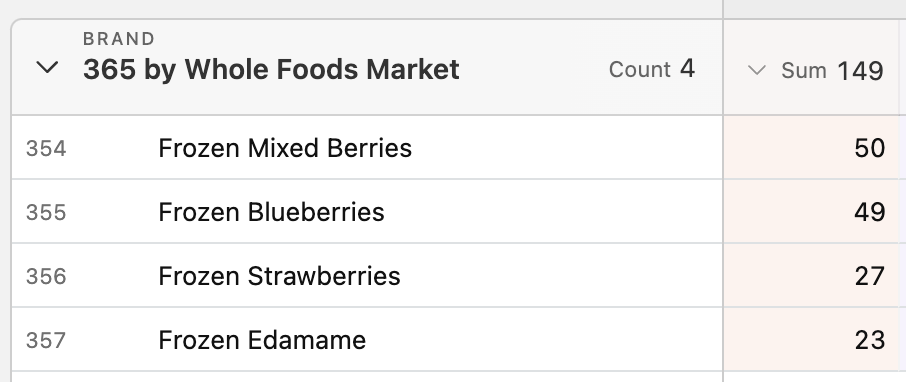 BRAND
365 by Whole Foods Market Count 4 Sum 149
354 Frozen Mixed Berries 50
355 Frozen Blueberries 49
356 Frozen Strawberries 27
357 Frozen Edamame 23